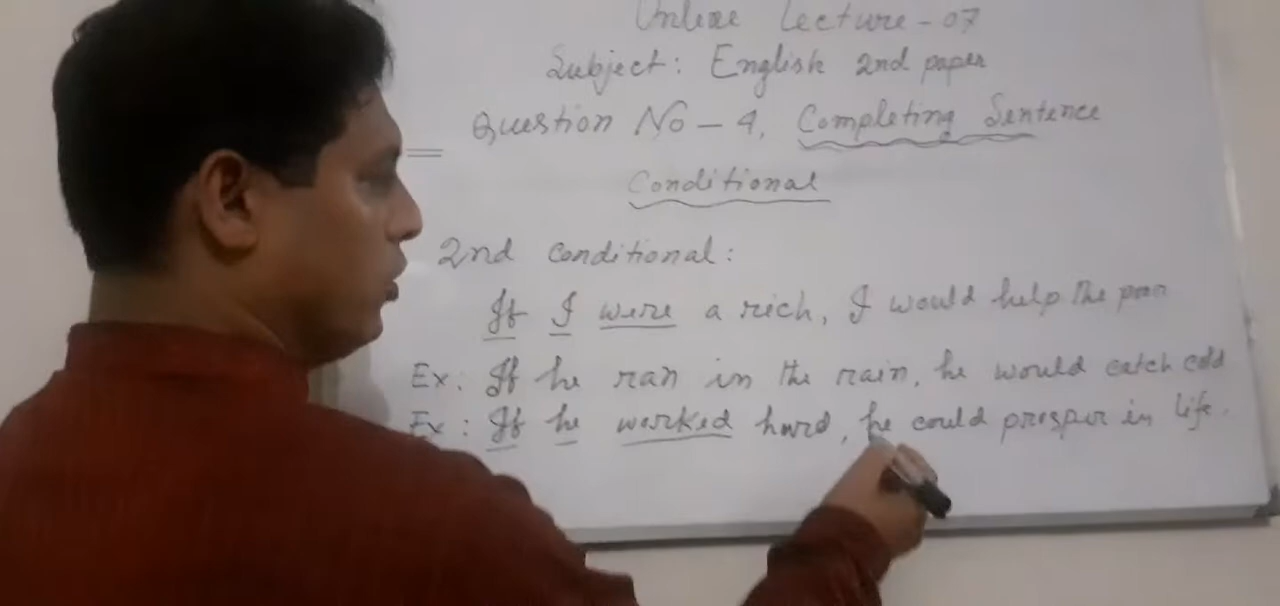 Online Lecture - 07
Subject: English 2nd paper
Question No - 4, Completing Sentence
Conditional
2nd conditional:
If I were a rich, I would help the poor
Ex: If he ran in the rain, he would catch cold
Ex: If he worked hard, he could prosper in life.